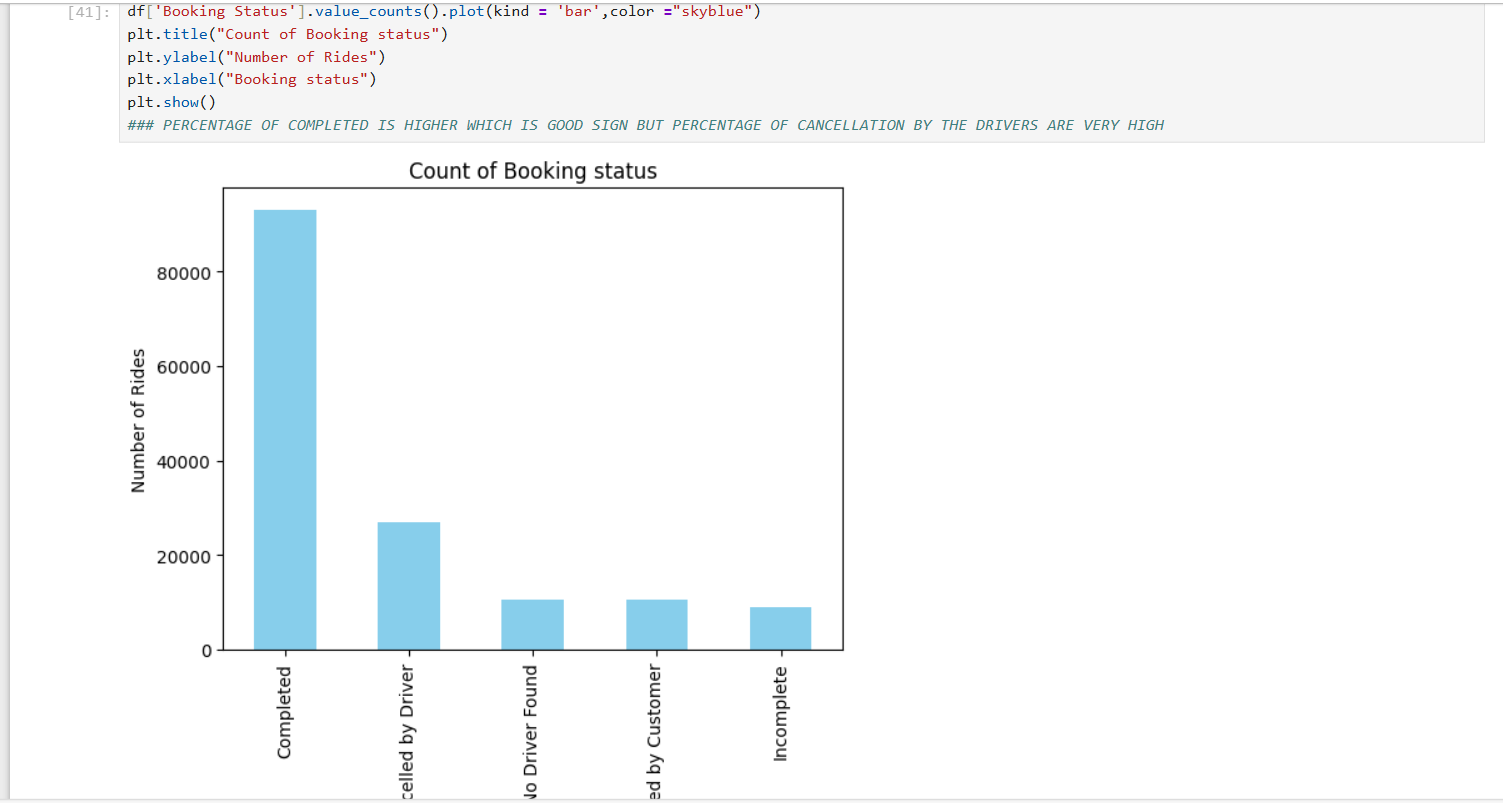 [41]: df['Booking Status'].value_counts().plot(kind = 'bar',color ="skyblue")
plt.title("Count of Booking status")
plt.ylabel("Number of Rides")
plt.xlabel("Booking status")
plt.show()
### PERCENTAGE OF COMPLETED IS HIGHER WHICH IS GOOD SIGN BUT PERCENTAGE OF CANCELLATION BY THE DRIVERS ARE VERY HIGH
Count of Booking status
Number of Rides
80000
60000
40000
20000
0
Completed
celled by Driver
No Driver Found
ed by Customer
Incomplete